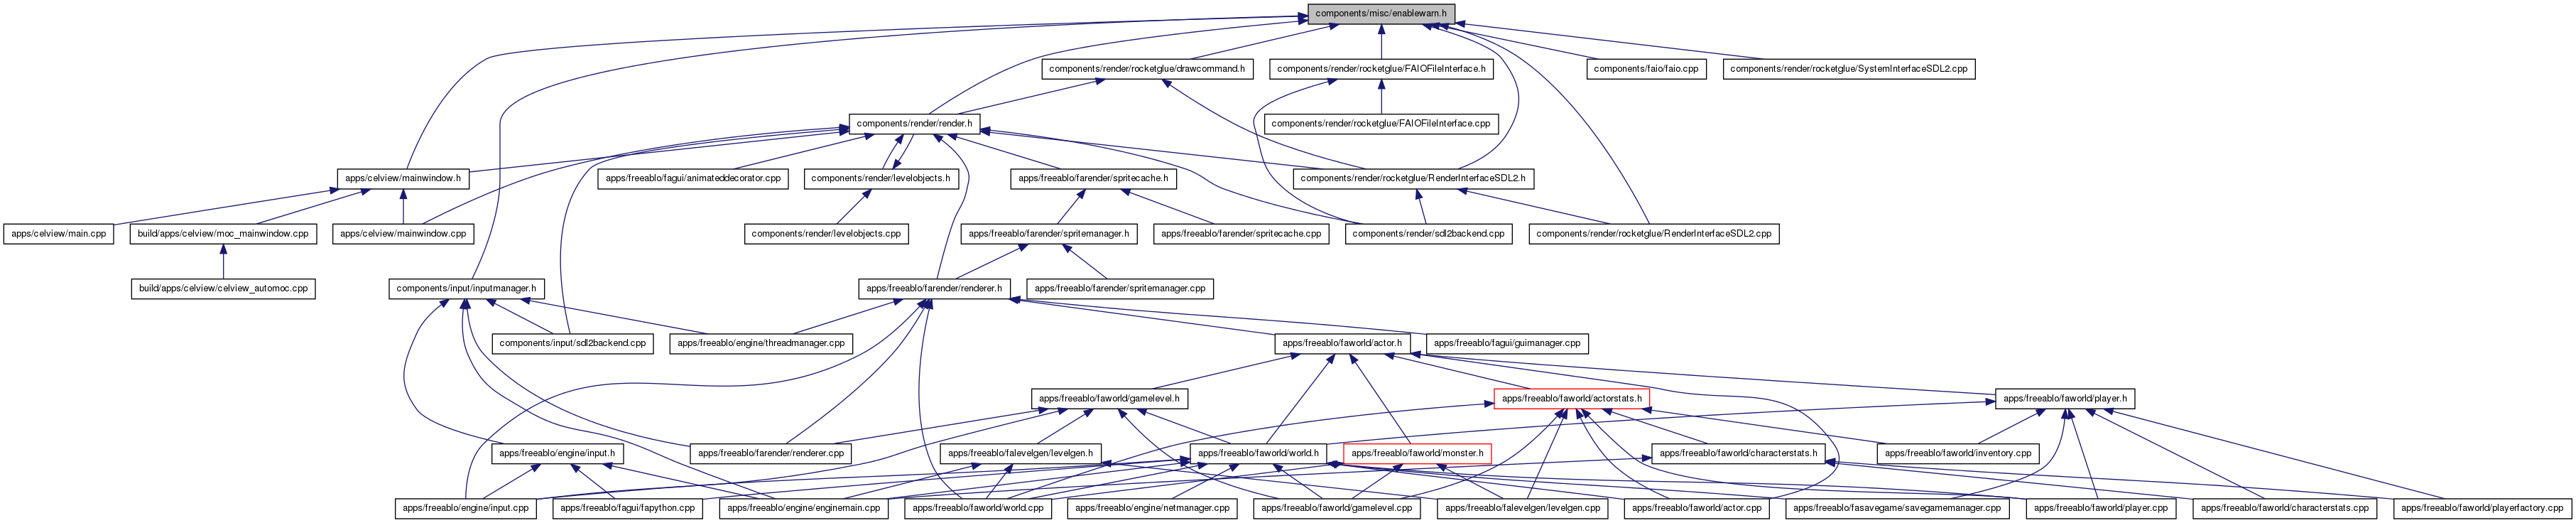 components/misc/enablewarn.h
components/render/rocketglue/drawcommand.h
components/render/rocketglue/FAIOFileInterface.h
components/faio/faio.cpp
components/render/rocketglue/SystemInterfaceSDL2.cpp
components/render/render.h
components/render/rocketglue/FAIOFileInterface.cpp
apps/celview/mainwindow.h
apps/freeablo/fagui/animateddecorator.cpp
components/render/levelobjects.h
apps/freeablo/farender/spritecache.h
components/render/rocketglue/RenderInterfaceSDL2.h
apps/celview/main.cpp
build/apps/celview/moc_mainwindow.cpp
apps/celview/mainwindow.cpp
components/render/levelobjects.cpp
apps/freeablo/farender/spritemanager.h
apps/freeablo/farender/spritecache.cpp
components/render/sdl2backend.cpp
components/render/rocketglue/RenderInterfaceSDL2.cpp
build/apps/celview/celview_automoc.cpp
components/input/inputmanager.h
apps/freeablo/farender/renderer.h
apps/freeablo/farender/spritemanager.cpp
components/input/sdl2backend.cpp
apps/freeablo/engine/threadmanager.cpp
apps/freeablo/faworld/actor.h
apps/freeablo/fagui/guimanager.cpp
apps/freeablo/faworld/gamelevel.h
apps/freeablo/faworld/actorstats.h
apps/freeablo/faworld/player.h
apps/freeablo/engine/input.h
apps/freeablo/farender/renderer.cpp
apps/freeablo/falevelgen/levelgen.h
apps/freeablo/faworld/world.h
apps/freeablo/faworld/monster.h
apps/freeablo/faworld/characterstats.h
apps/freeablo/faworld/inventory.cpp
apps/freeablo/engine/input.cpp
apps/freeablo/fagui/fapython.cpp
apps/freeablo/engine/enginemain.cpp
apps/freeablo/faworld/world.cpp
apps/freeablo/engine/netmanager.cpp
apps/freeablo/faworld/gamelevel.cpp
apps/freeablo/falevelgen/levelgen.cpp
apps/freeablo/faworld/actor.cpp
apps/freeablo/fasavegame/savegamemanager.cpp
apps/freeablo/faworld/player.cpp
apps/freeablo/faworld/characterstats.cpp
apps/freeablo/faworld/playerfactory.cpp